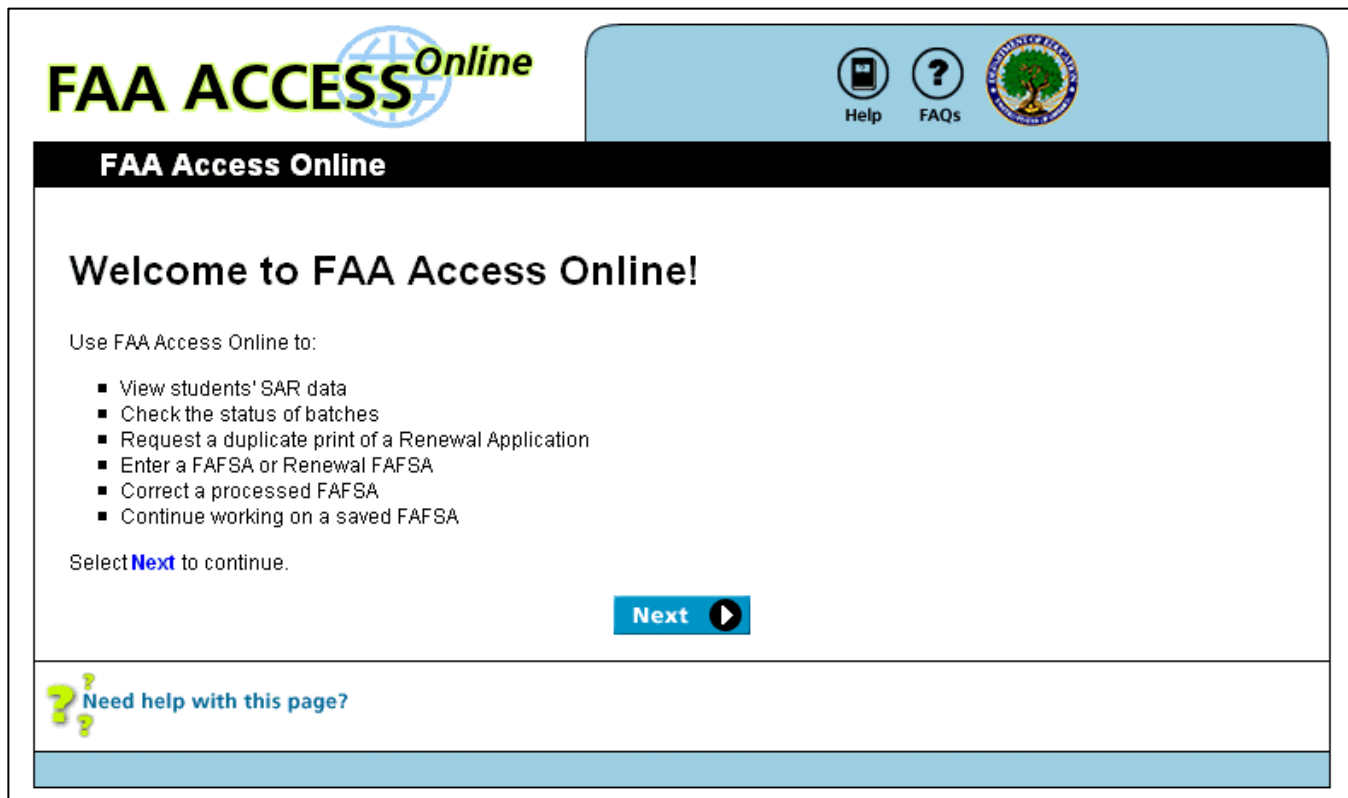 FAA ACCESS Online
Help FAQs
FAA Access Online
Welcome to FAA Access Online!
Use FAA Access Online to:
View students' SAR data
Check the status of batches
Request a duplicate print of a Renewal Application
Enter a FAFSA or Renewal FAFSA
Correct a processed FAFSA
Continue working on a saved FAFSA
Select Next to continue.
Next
Need help with this page?